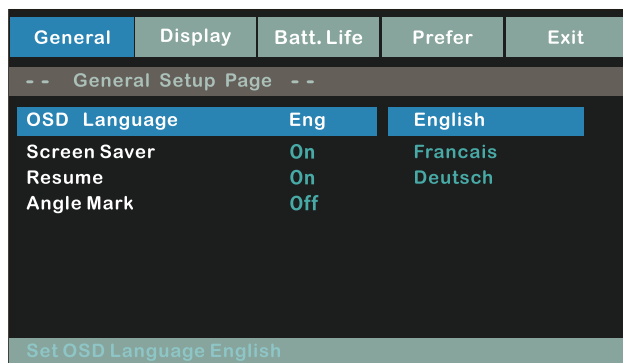 General Display Batt. Life Prefer Exit
-- General Setup Page --
OSD Language Eng English
Screen Saver On Francais
Resume On Deutsch
Angle Mark Off
Set OSD Language English